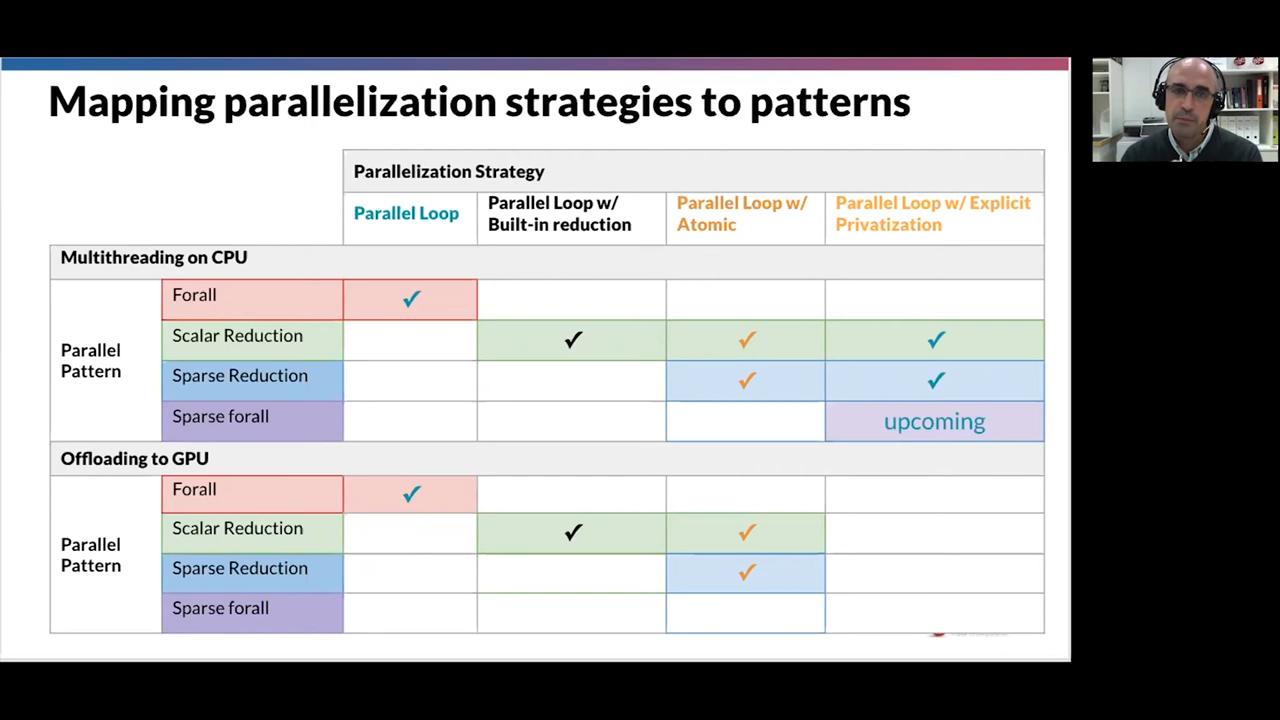 Mapping parallelization strategies to patterns
Parallelization Strategy
Parallel Loop
Parallel Loop w/
Built-in reduction
Parallel Loop w/
Atomic
Parallel Loop w/ Explicit
Privatization
Multithreading on CPU
Parallel
Pattern
Forall ✓
Scalar Reduction ✓ ✓ ✓
Sparse Reduction ✓ ✓
Sparse forall upcoming
Offloading to GPU
Parallel
Pattern
Forall ✓
Scalar Reduction ✓ ✓
Sparse Reduction ✓
Sparse forall